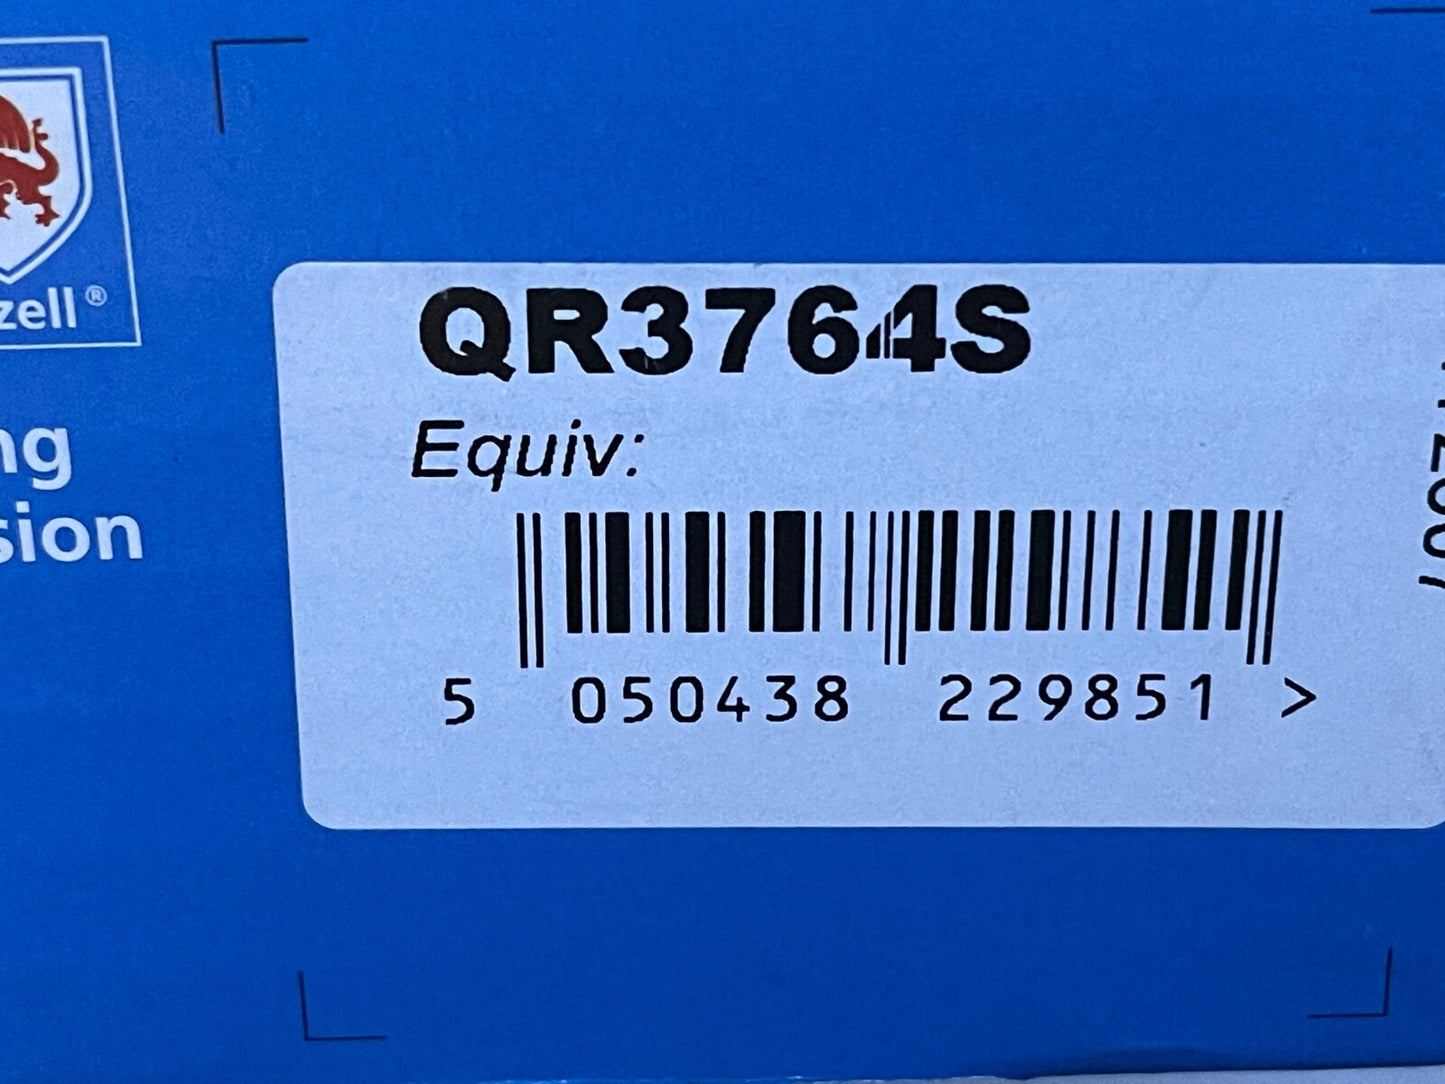 zell®
ng
sion
QR3764S
Equiv:
5 050438 229851 >